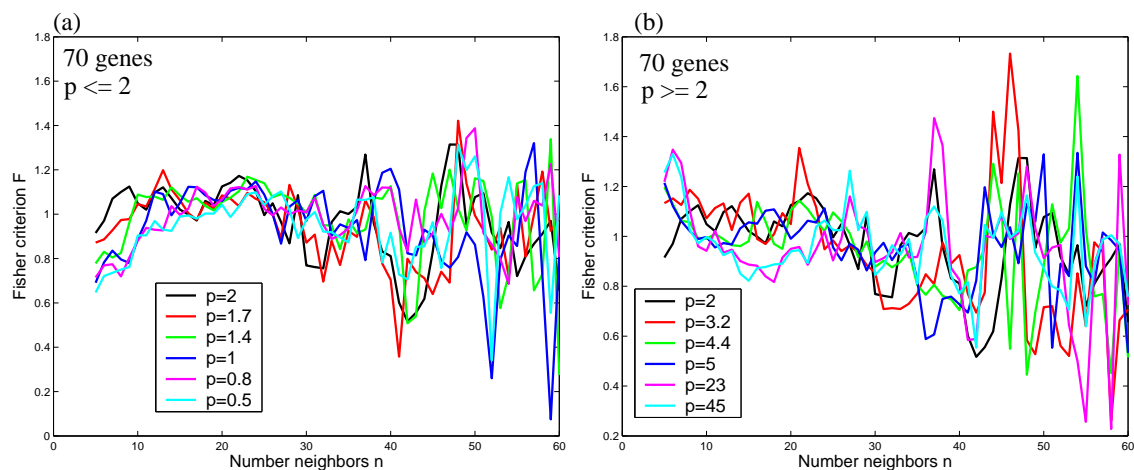 (a)
70 genes
p <= 2
Fisher criterion F
1.8
1.6
1.4
1.2
1
0.8
0.6
0.4
0.2
0
0 10 20 30 40 50 60
Number neighbors n
p=2
p=1.7
p=1.4
p=1
p=0.8
p=0.5
(b)
70 genes
p >= 2
Fisher criterion F
1.8
1.6
1.4
1.2
1
0.8
0.6
0.4
0.2
0 10 20 30 40 50 60
Number neighbors n
p=2
p=3.2
p=4.4
p=5
p=23
p=45